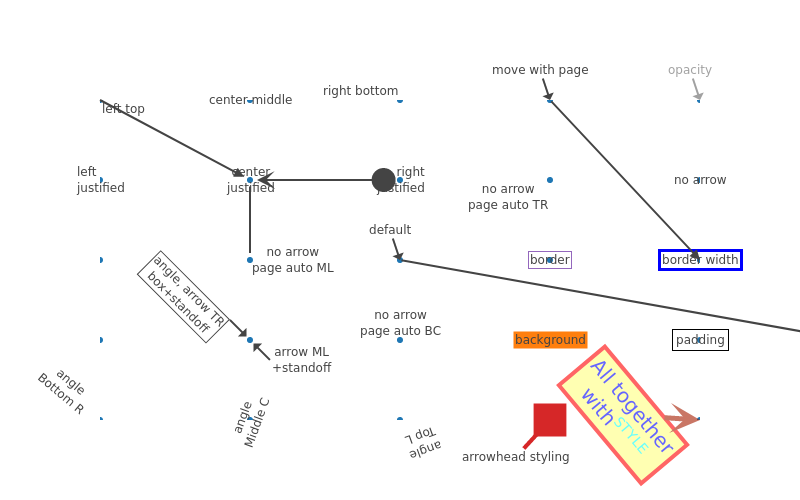 move with page
opacity
left top
center middle
right bottom
left
justified
center
justified
right
justified
no arrow
page auto TR
no arrow
default
no arrow
page auto ML
border
border width
angle, arrow TR
box+standoff
no arrow
page auto BC
background
padding
arrow ML
+standoff
angle
Bottom R
angle
Middle C
angle
Top L
arrowhead styling
All together
with STYLE